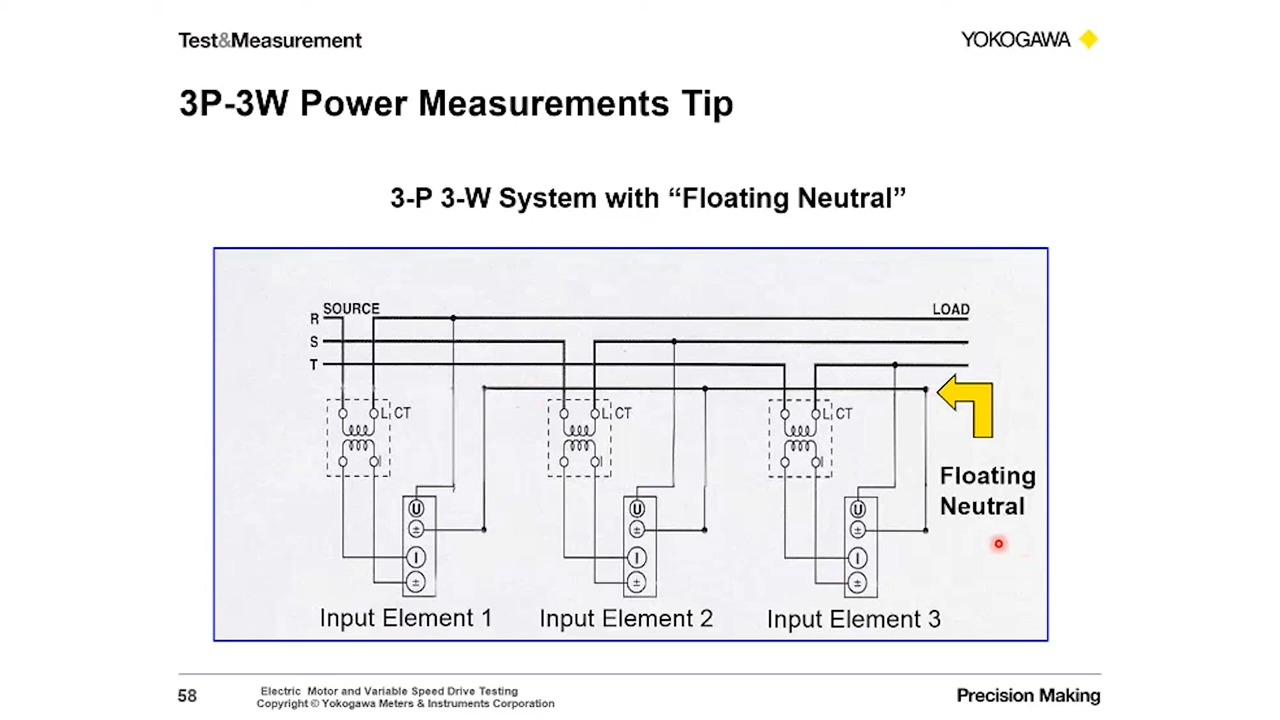 Test&Measurement
YOKOGAWA
3P-3W Power Measurements Tip
3-P 3-W System with “Floating Neutral”
SOURCE
LOAD
R
S
T
L CT
L CT
L CT
l
l
l
Floating
Neutral
U
±
I
±
U
±
I
±
U
±
I
±
Input Element 1
Input Element 2
Input Element 3
58
Electric Motor and Variable Speed Drive Testing
Copyright © Yokogawa Meters & Instruments Corporation
Precision Making